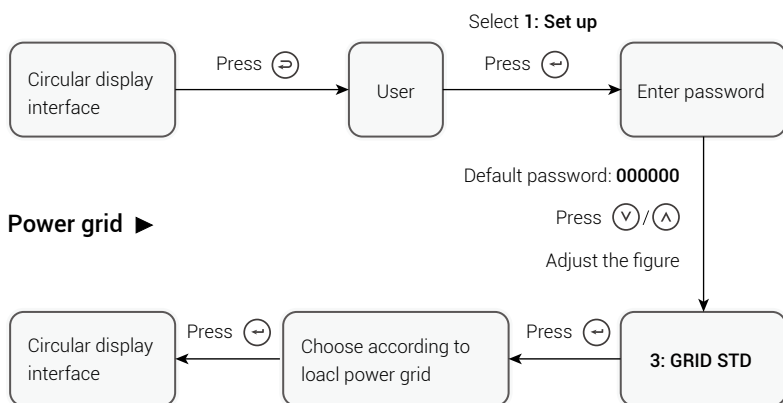 Select 1: Set up
Circular display
interface
Press
User
Press
Enter password
Default password: 000000
Press / 
Adjust the figure
Power grid ►
Circular display
interface
Press
Choose according to
loacl power grid
Press
3: GRID STD